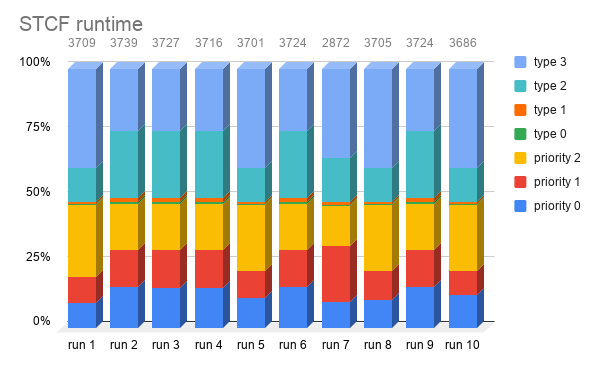 STCF runtime
3709 3739 3727 3716 3701 3724 2872 3705 3724 3686
100%
75%
50%
25%
0%
run 1 run 2 run 3 run 4 run 5 run 6 run 7 run 8 run 9 run 10
type 3
type 2
type 1
type 0
priority 2
priority 1
priority 0